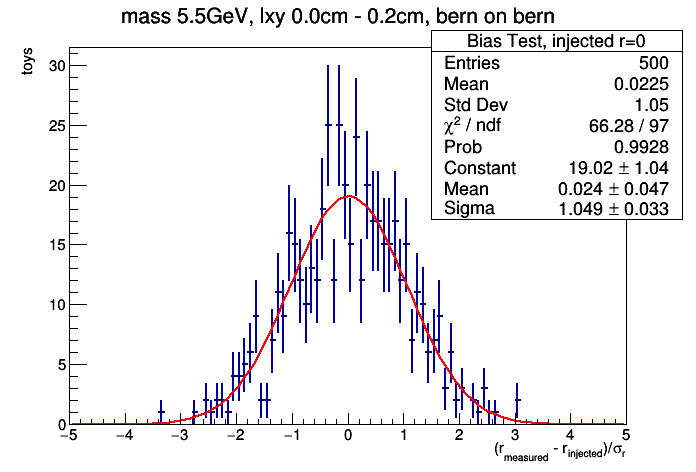 mass 5.5GeV, lxy 0.0cm - 0.2cm, bern on bern
Bias Test, injected r=0
Entries 500
Mean 0.0225
Std Dev 1.05
χ² / ndf 66.28 / 97
Prob 0.9928
Constant 19.02 ± 1.04
Mean 0.024 ± 0.047
Sigma 1.049 ± 0.033
toys
30
25
20
15
10
5
0
−5 −4 −3 −2 −1 0 1 2 3 4 5
(r_measured - r_injected)/σ_r